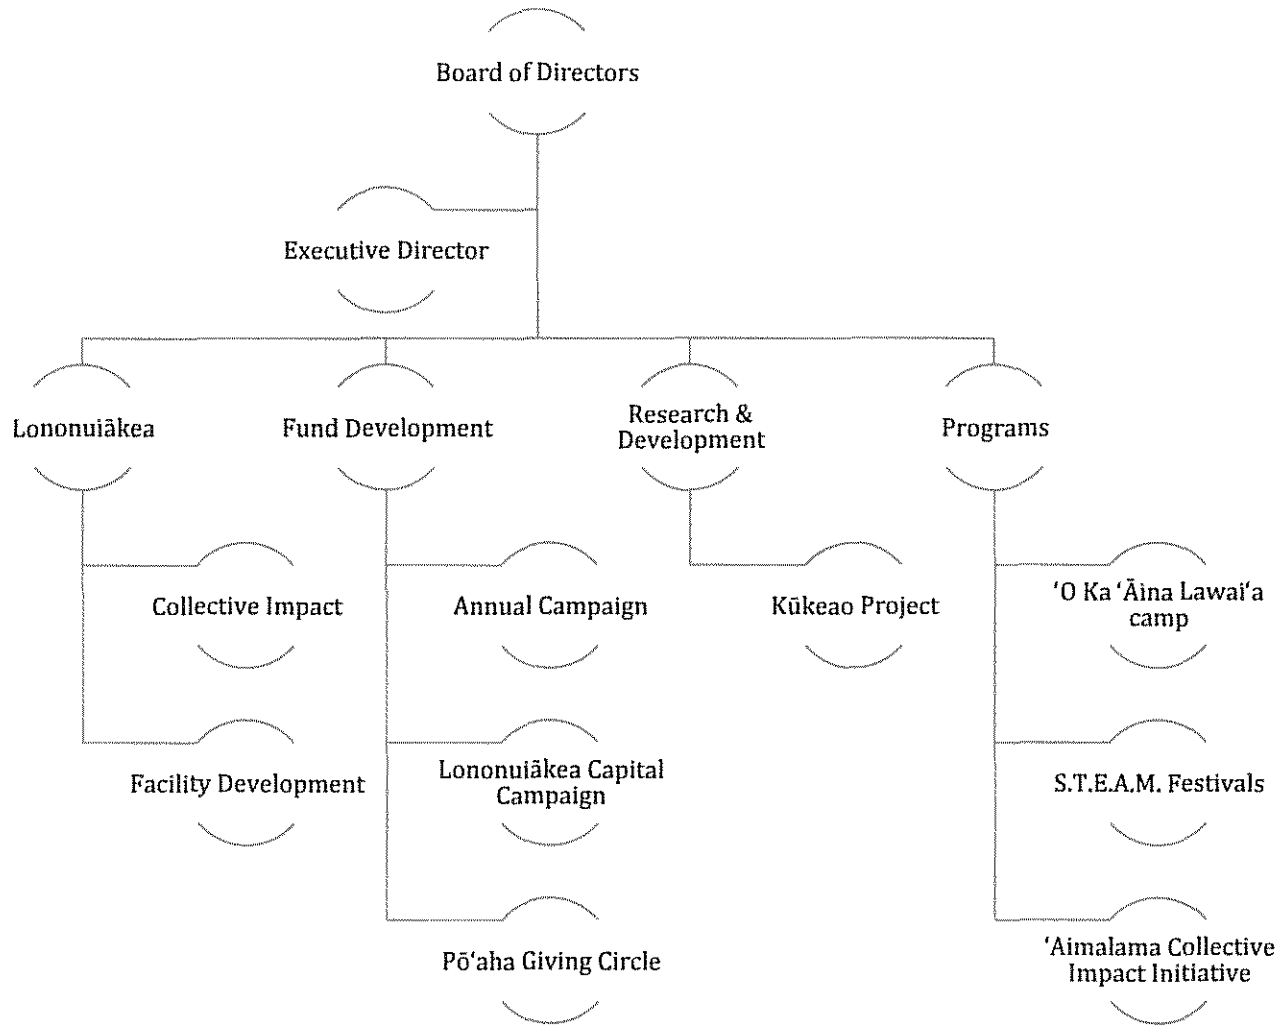 Board of Directors
Executive Director
Lononuiākea
Fund Development
Research &
Development
Programs
Collective Impact
Annual Campaign
Kūkeao Project
ʻO Ka ʻĀina Lawaiʻa
camp
Facility Development
Lononuiākea Capital
Campaign
S.T.E.A.M. Festivals
Pōʻaha Giving Circle
ʻAimalama Collective
Impact Initiative